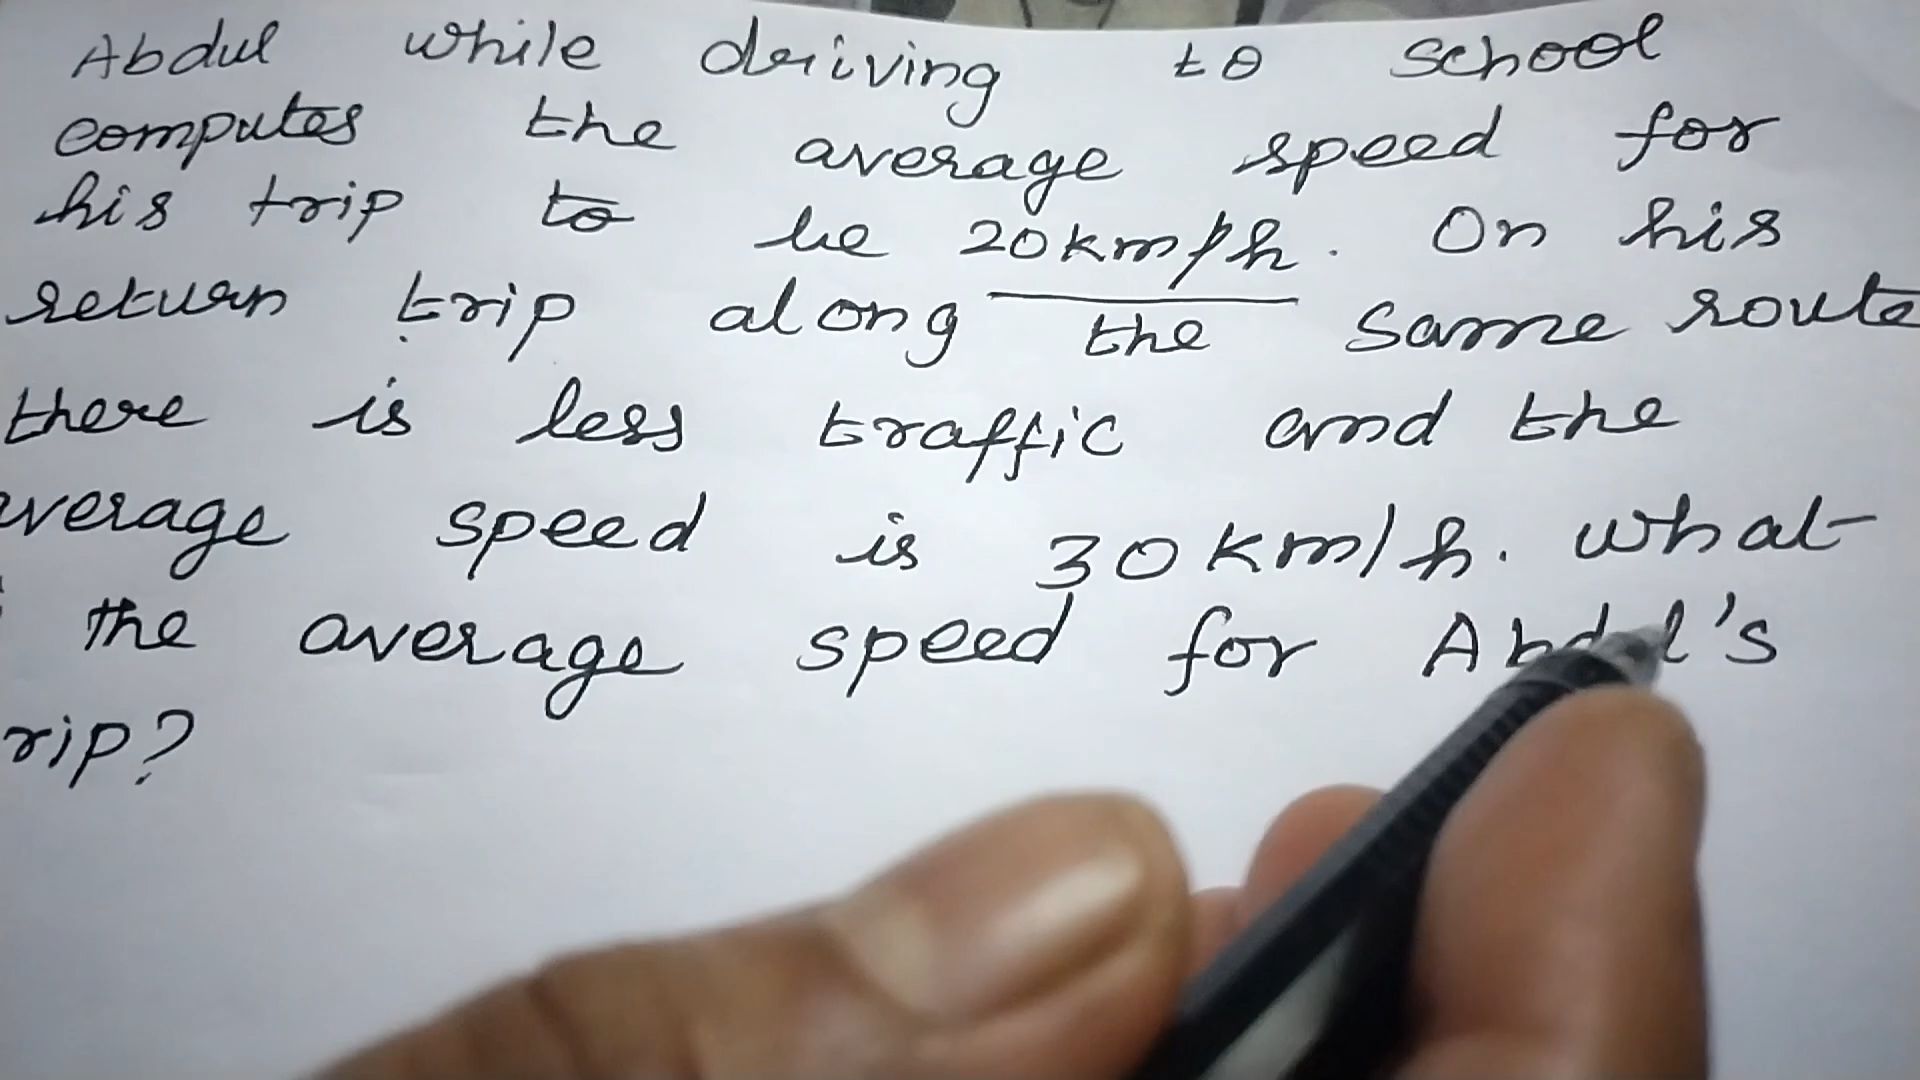 Abdul while driving to school
computes the average speed for
his trip to be 20km/h. On his
return trip along the same route
there is less traffic and the
average speed is 30km/h. what
the average speed for Abdul's
rip?